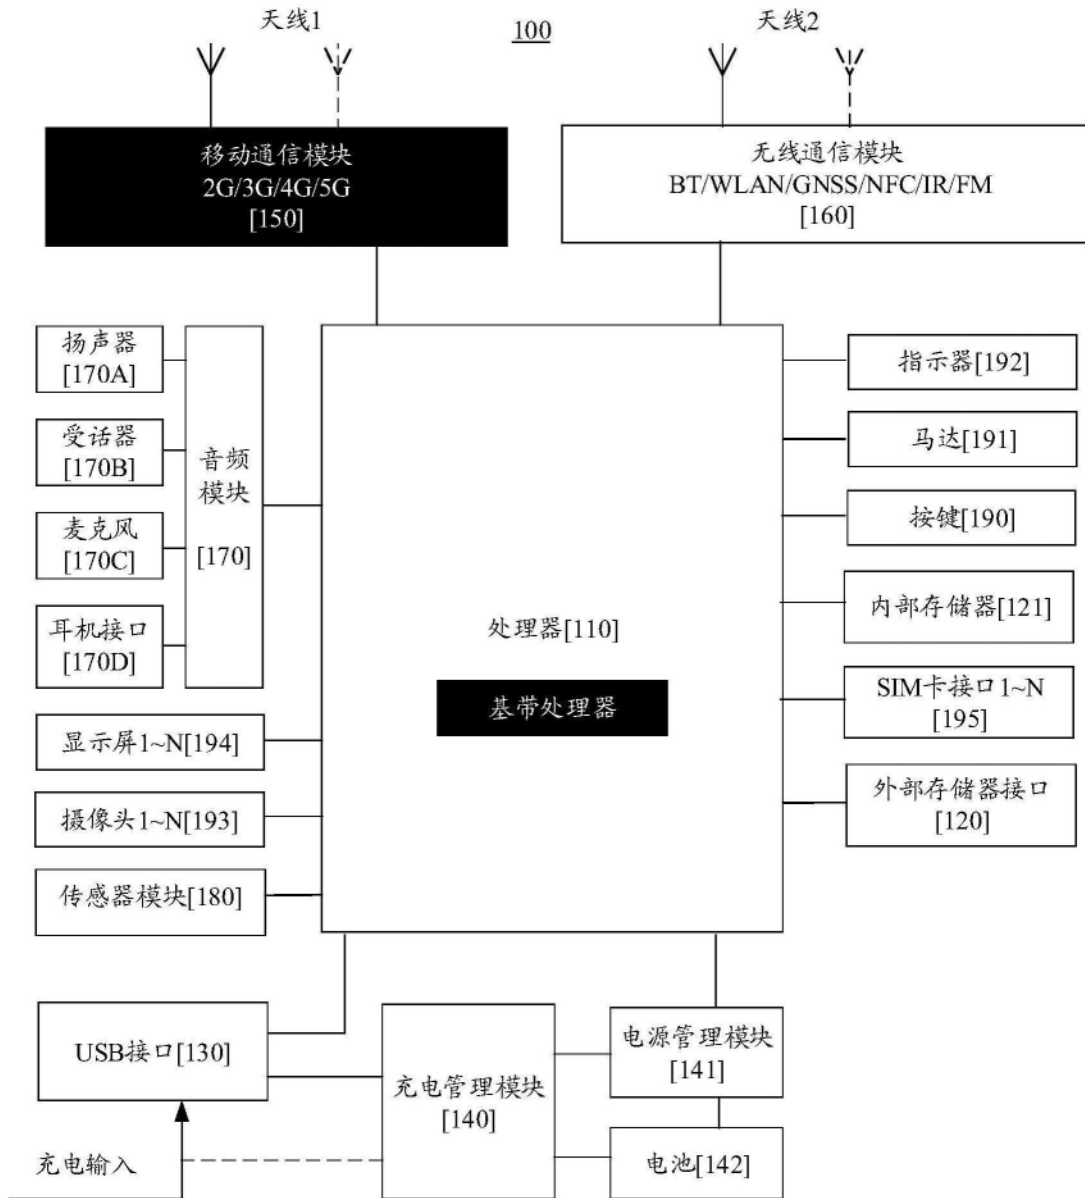 天线1
100
天线2
移动通信模块
2G/3G/4G/5G
[150]
无线通信模块
BT/WLAN/GNSS/NFC/IR/FM
[160]
扬声器
[170A]
受话器
[170B]
麦克风
[170C]
耳机接口
[170D]
音频
模块
[170]
显示屏1~N[194]
摄像头1~N[193]
传感器模块[180]
处理器[110]
基带处理器
指示器[192]
马达[191]
按键[190]
内部存储器[121]
SIM卡接口1~N
[195]
外部存储器接口
[120]
USB接口[130]
充电输入
充电管理模块
[140]
电源管理模块
[141]
电池[142]